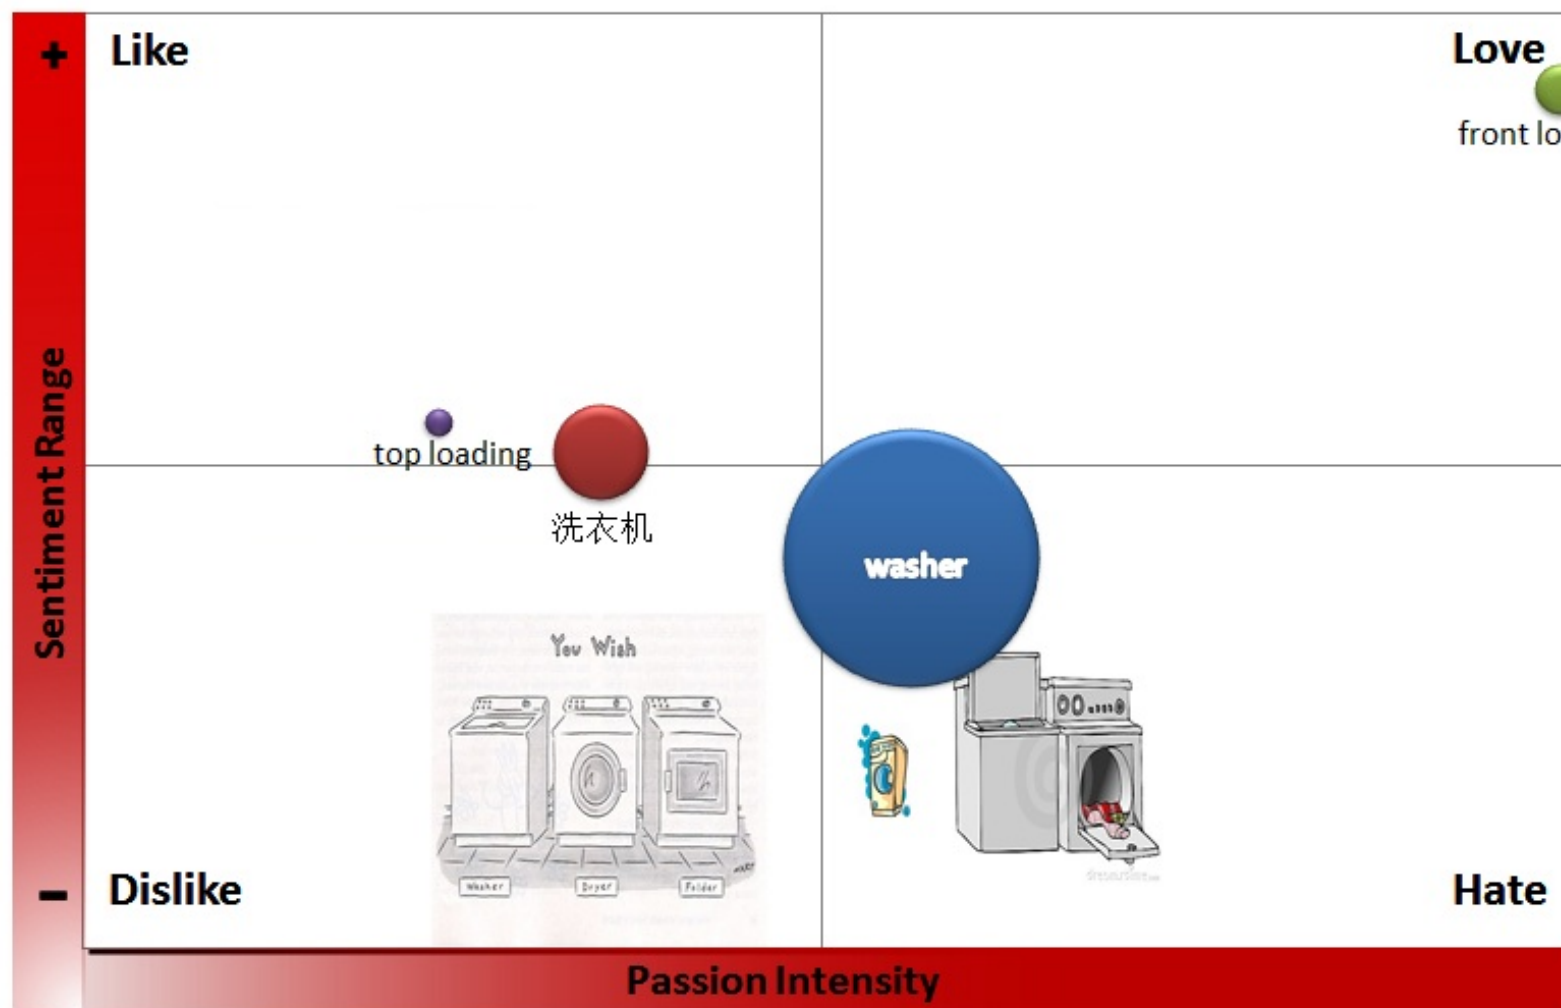 +
Like
Love
front lo
Sentiment Range
top loading
洗衣机
washer
You Wish
Washer
Dryer
Folder
-
Dislike
Hate
Passion Intensity